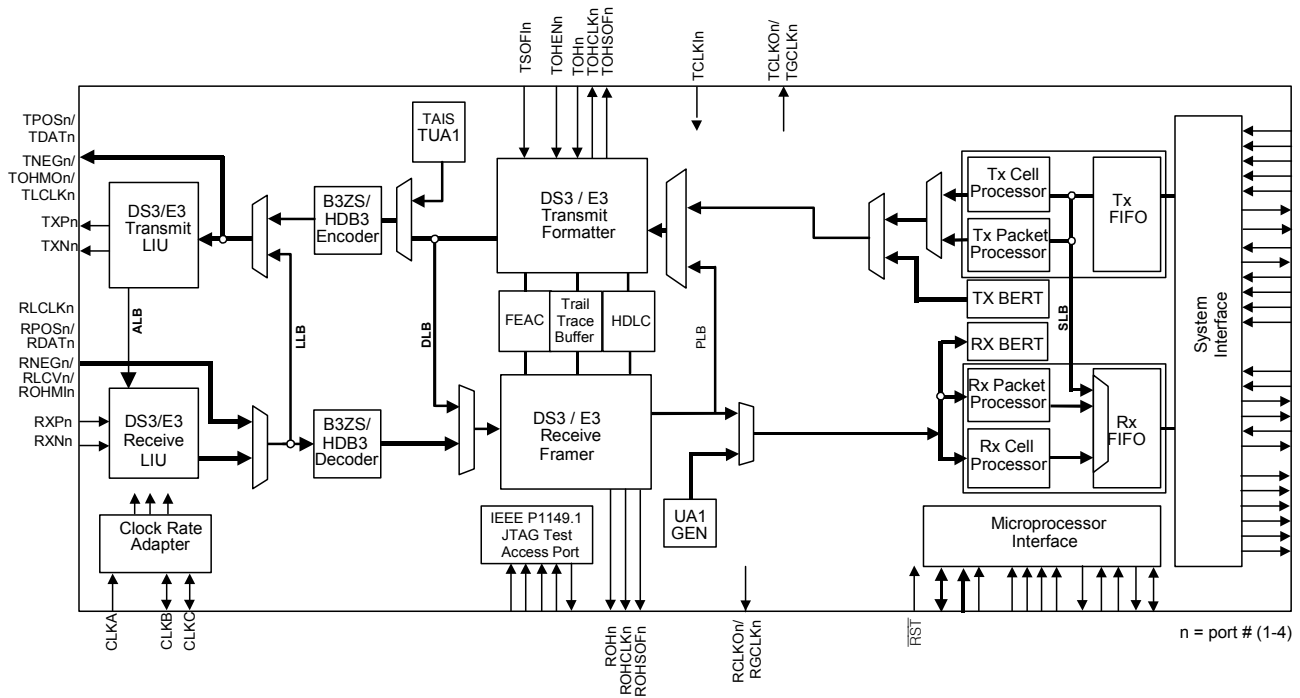 TSOFIn
TOHENn
TOHn
TOHCLKn
TOHSOFn
TCLKIn
TCLKOn/
TGCLKn
TPOSn/
TDATn
TNEGn/
TOHMOn/
TLCLKn
TXPn
TXNn
RLCLKn
RPOSn/
RDATn
RNEGn/
RLCVn/
ROHMIn
RXPn
RXNn
DS3/E3
Transmit
LIU
ALB
DS3/E3
Receive
LIU
Clock Rate
Adapter
CLKA
CLKB
CLKC
LLB
B3ZS/
HDB3
Encoder
B3ZS/
HDB3
Decoder
TAIS
TUA1
DLB
DS3 / E3
Transmit
Formatter
FEAC
Trail
Trace
Buffer
HDLC
DS3 / E3
Receive
Framer
IEEE P1149.1
JTAG Test
Access Port
ROHn
ROHCLKn
ROHSOFn
PLB
UA1
GEN
RCLKOn/
RGCLKn
Tx Cell
Processor
Tx Packet
Processor
Tx
FIFO
TX BERT
RX BERT
SLB
Rx Packet
Processor
Rx Cell
Processor
Rx
FIFO
System
Interface
Microprocessor
Interface
RST
n = port # (1-4)